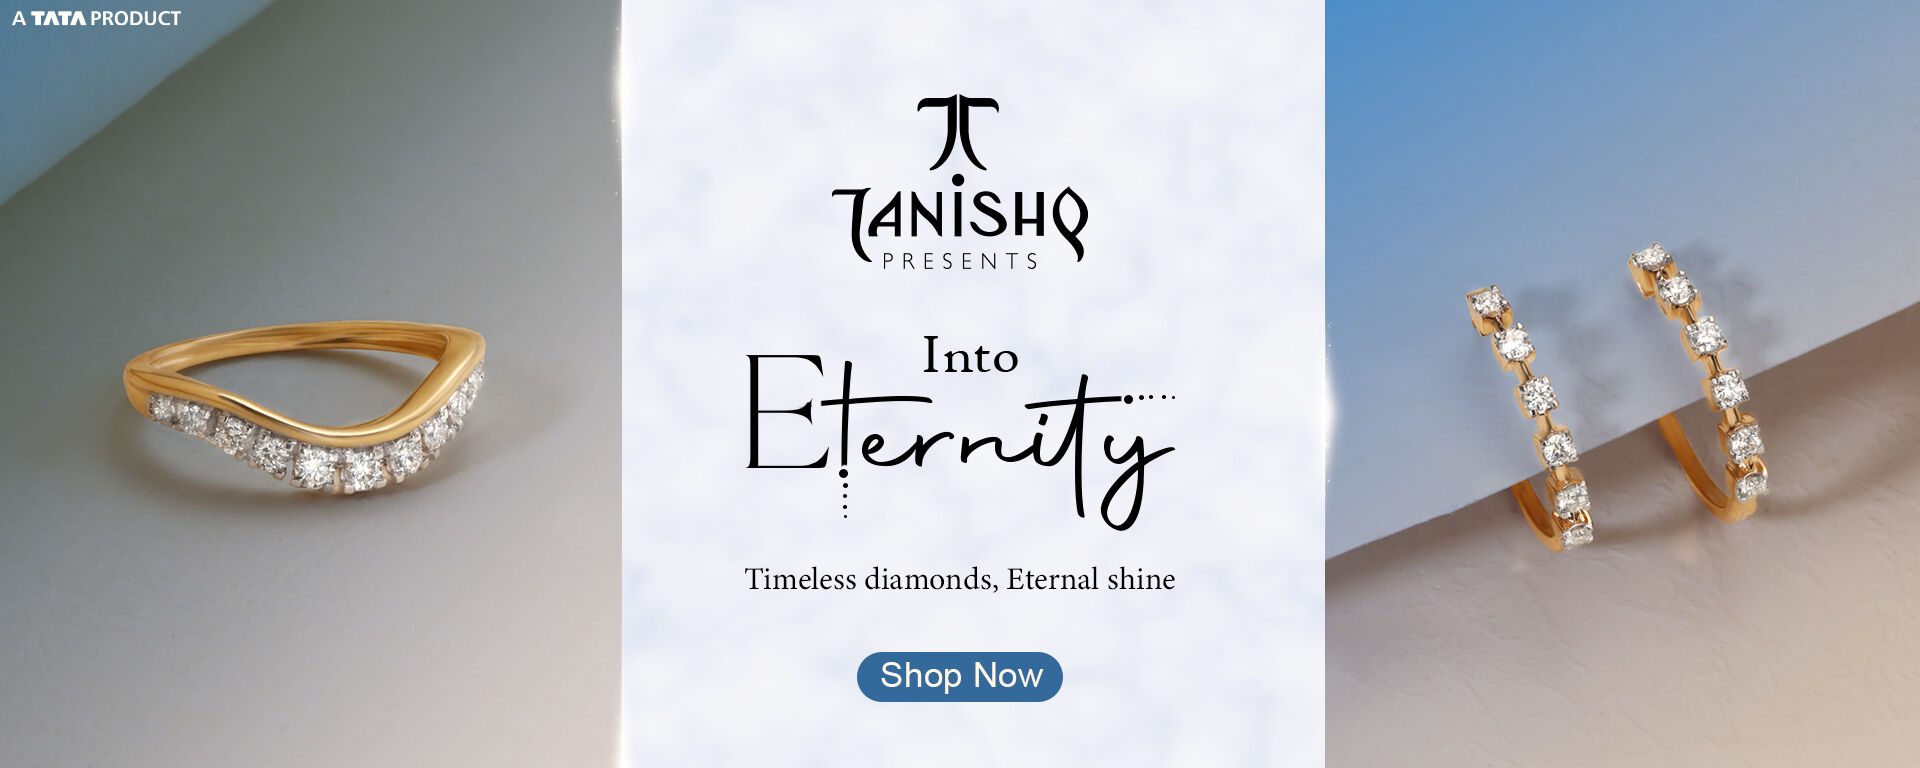 A TATA PRODUCT
TANISHQ
PRESENTS
Into
Eternity
Timeless diamonds, Eternal shine
Shop Now